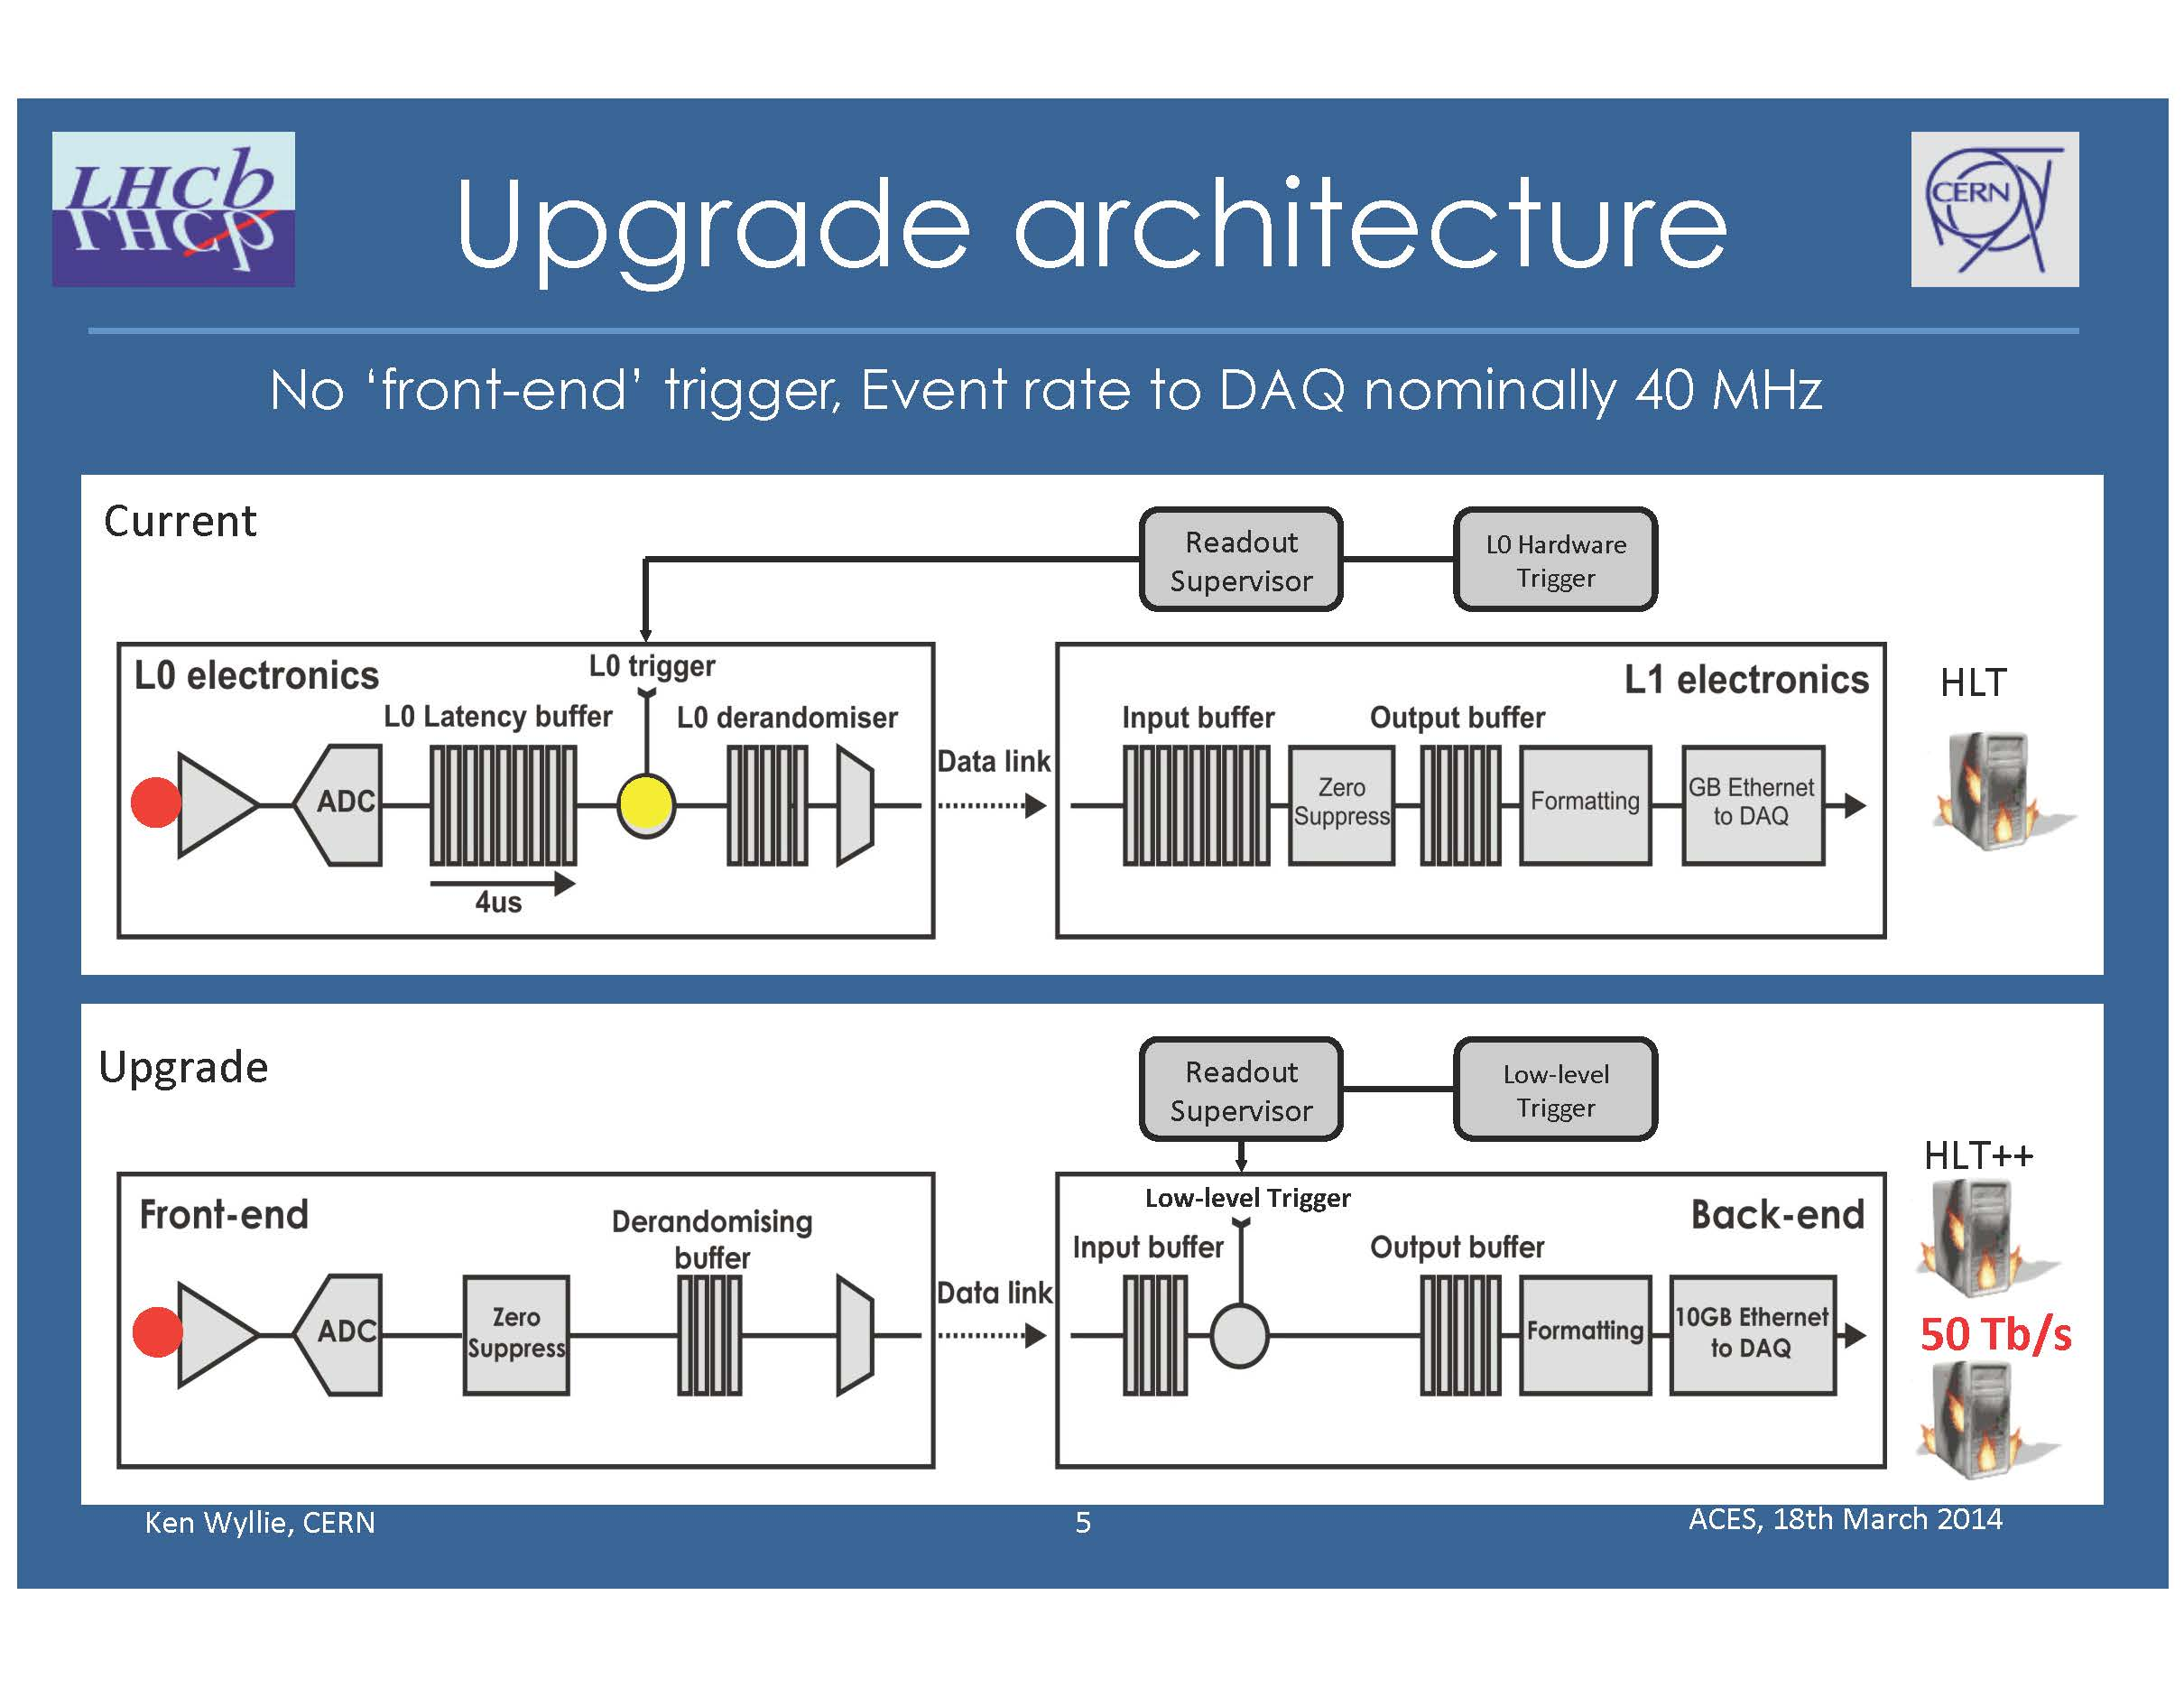 LHCb
Upgrade architecture
CERN
No ‘front-end’ trigger, Event rate to DAQ nominally 40 MHz
Current
Readout
Supervisor
L0 Hardware
Trigger
L0 electronics
L0 trigger
L0 Latency buffer
L0 derandomiser
ADC
4us
Data link
L1 electronics
Input buffer
Output buffer
Zero
Suppress
Formatting
GB Ethernet
to DAQ
HLT
Upgrade
Readout
Supervisor
Low-level
Trigger
Front-end
Derandomising
buffer
ADC
Zero
Suppress
Data link
Low-level Trigger
Back-end
Input buffer
Output buffer
Formatting
10GB Ethernet
to DAQ
HLT++
50 Tb/s
Ken Wyllie, CERN
5
ACES, 18th March 2014